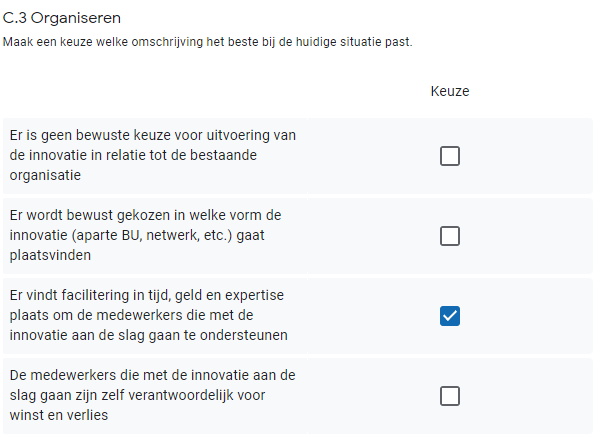 C.3 Organiseren
Maak een keuze welke omschrijving het beste bij de huidige situatie past.
Keuze
Er is geen bewuste keuze voor uitvoering van
de innovatie in relatie tot de bestaande
organisatie
Er wordt bewust gekozen in welke vorm de
innovatie (aparte BU, netwerk, etc.) gaat
plaatsvinden
Er vindt facilitering in tijd, geld en expertise
plaats om de medewerkers die met de
innovatie aan de slag gaan te ondersteunen
De medewerkers die met de innovatie aan de
slag gaan zijn zelf verantwoordelijk voor
winst en verlies